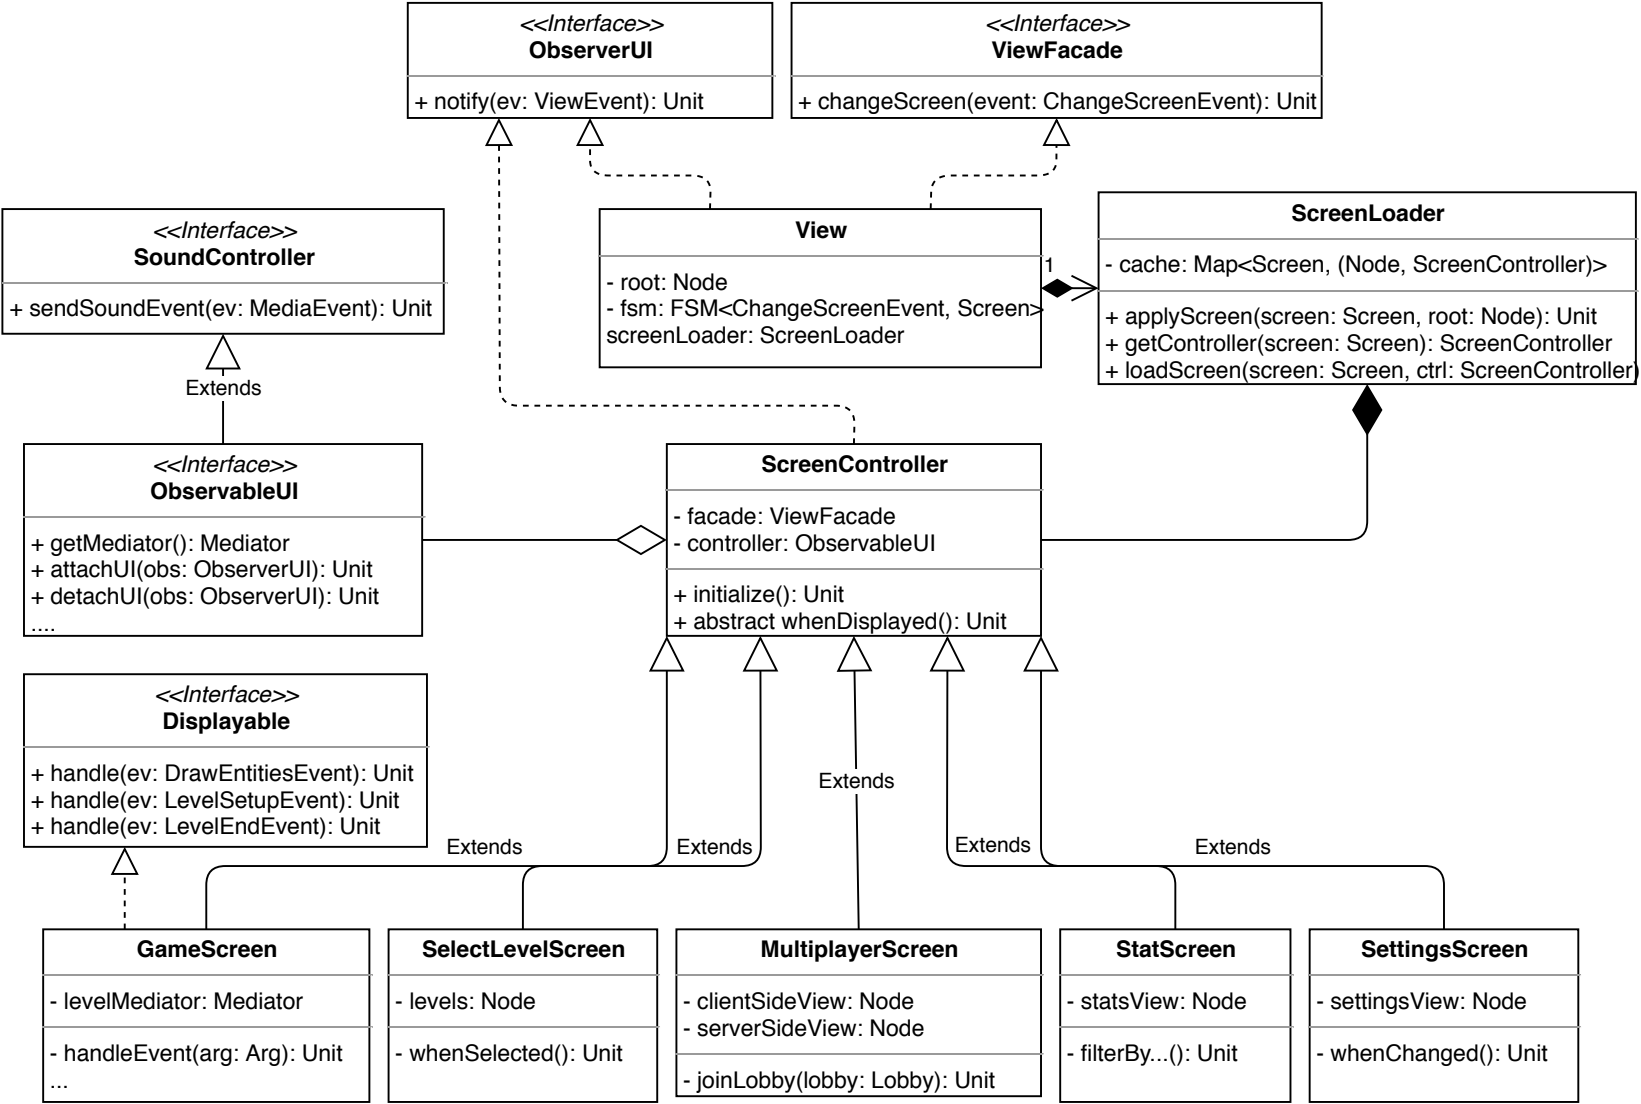 <<Interface>>
ObserverUI
+ notify(ev: ViewEvent): Unit
<<Interface>>
ViewFacade
+ changeScreen(event: ChangeScreenEvent): Unit
<<Interface>>
SoundController
+ sendSoundEvent(ev: MediaEvent): Unit
View
- root: Node
- fsm: FSM<ChangeScreenEvent, Screen>
screenLoader: ScreenLoader
1
ScreenLoader
- cache: Map<Screen, (Node, ScreenController)>
+ applyScreen(screen: Screen, root: Node): Unit
+ getController(screen: Screen): ScreenController
+ loadScreen(screen: Screen, ctrl: ScreenController)
Extends
<<Interface>>
ObservableUI
+ getMediator(): Mediator
+ attachUI(obs: ObserverUI): Unit
+ detachUI(obs: ObserverUI): Unit
....
ScreenController
- facade: ViewFacade
- controller: ObservableUI
+ initialize(): Unit
+ abstract whenDisplayed(): Unit
<<Interface>>
Displayable
+ handle(ev: DrawEntitiesEvent): Unit
+ handle(ev: LevelSetupEvent): Unit
+ handle(ev: LevelEndEvent): Unit
Extends
Extends
Extends
Extends
Extends
GameScreen
- levelMediator: Mediator
- handleEvent(arg: Arg): Unit
...
SelectLevelScreen
- levels: Node
- whenSelected(): Unit
MultiplayerScreen
- clientSideView: Node
- serverSideView: Node
- joinLobby(lobby: Lobby): Unit
StatScreen
- statsView: Node
- filterBy...(): Unit
SettingsScreen
- settingsView: Node
- whenChanged(): Unit